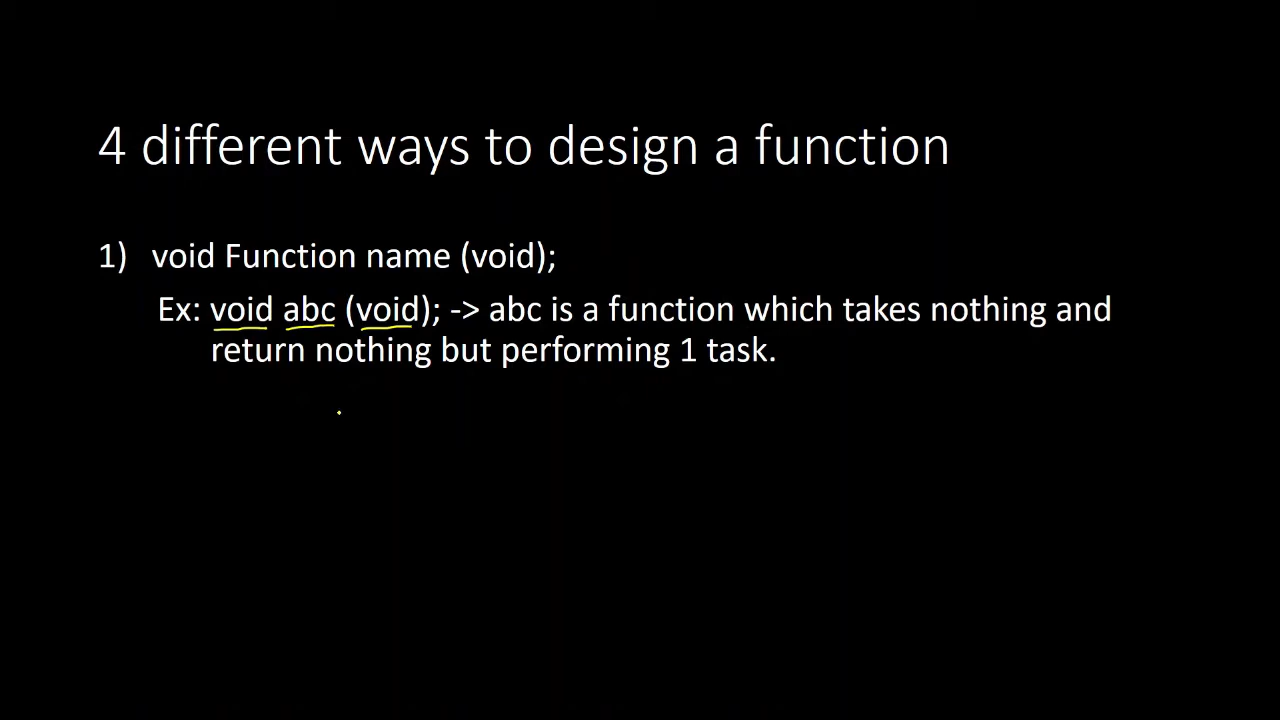 4 different ways to design a function
1) void Function name (void);
Ex: void abc (void); -> abc is a function which takes nothing and
return nothing but performing 1 task.